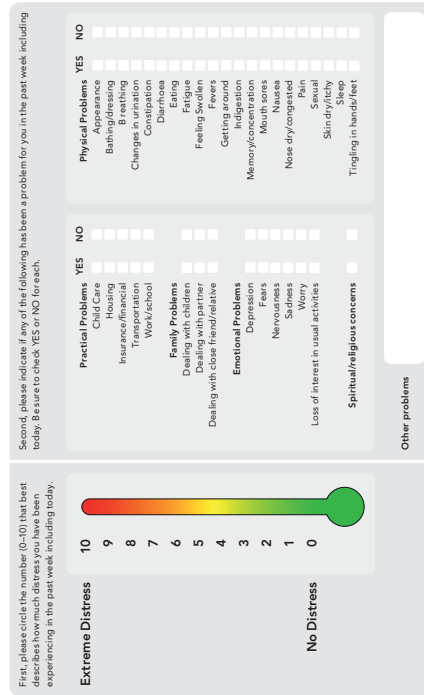 First, please circle the number (0–10) that best
describes how much distress you have been
experiencing in the past week including today.
Extreme Distress
10
9
8
7
6
5
4
3
2
1
0
No Distress
Second, please indicate if any of the following has been a problem for you in the past week including
today. Be sure to check YES or NO for each.
Practical Problems YES NO
Child Care
Housing
Insurance/financial
Transportation
Work/school
Family Problems
Dealing with children
Dealing with partner
Dealing with close friend/relative
Emotional Problems
Depression
Fears
Nervousness
Sadness
Worry
Loss of interest in usual activities
Spiritual/religious concerns
Physical Problems YES NO
Appearance
Bathing/dressing
Breathing
Changes in urination
Constipation
Diarrhoea
Eating
Fatigue
Feeling Swollen
Fevers
Getting around
Indigestion
Memory/concentration
Mouth sores
Nausea
Nose dry/congested
Pain
Sexual
Skin dry/itchy
Sleep
Tingling in hands/feet
Other problems